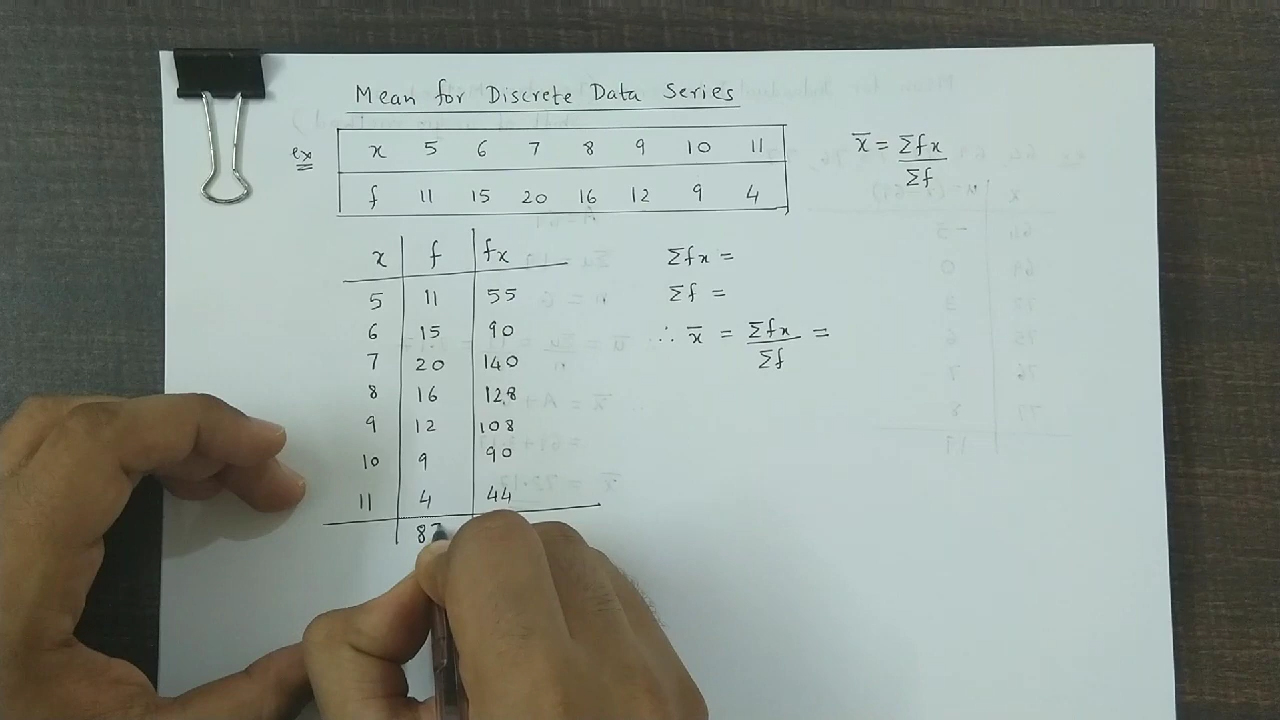 Mean for Discrete Data Series
ex
x 5 6 7 8 9 10 11
f 11 15 20 16 12 9 4
x̄ = Σfx / Σf
x f fx
5 11 55
6 15 90
7 20 140
8 16 128
9 12 108
10 9 90
11 4 44
Σfx =
Σf =
∴ x̄ = Σfx / Σf =